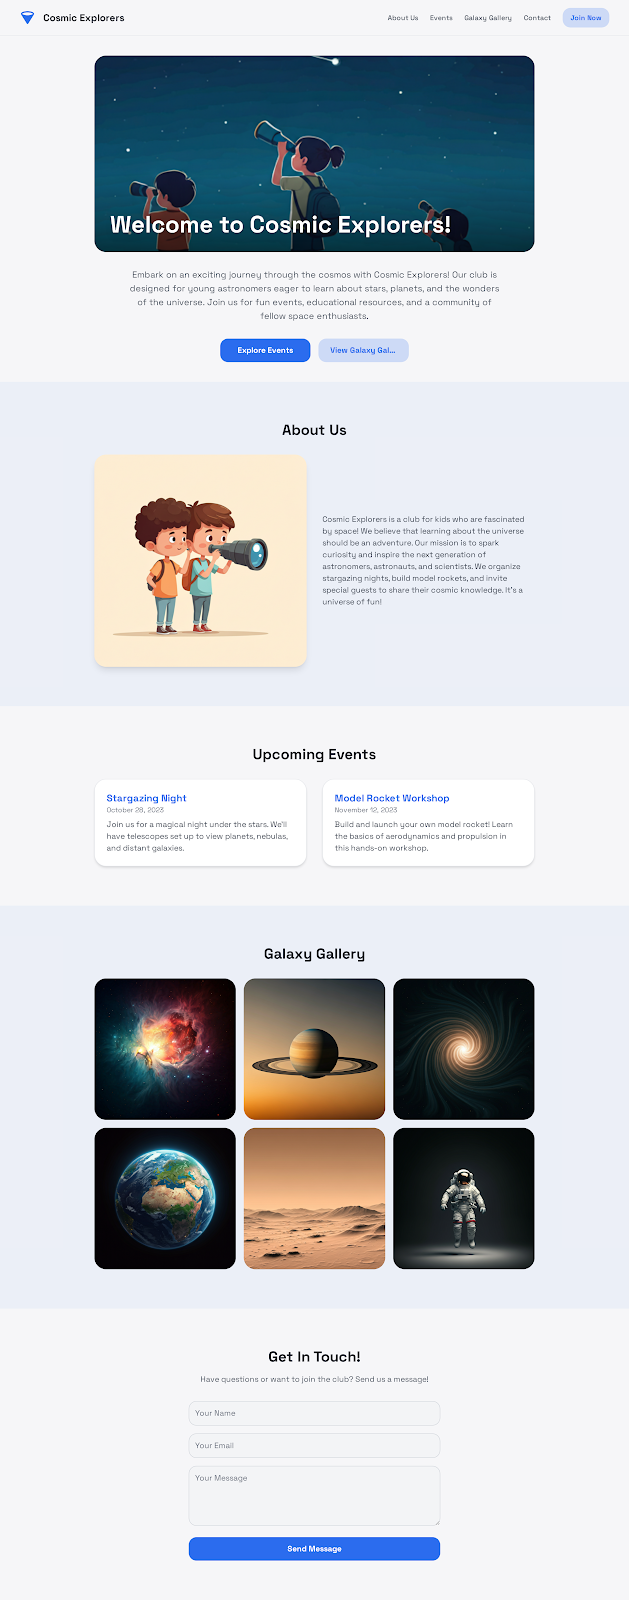 Cosmic Explorers
About Us
Events
Galaxy Gallery
Contact
Join Now
Welcome to Cosmic Explorers!
Embark on an exciting journey through the cosmos with Cosmic Explorers! Our club is
designed for young astronomers eager to learn about stars, planets, and the wonders
of the universe. Join us for fun events, educational resources, and a community of
fellow space enthusiasts.
Explore Events
View Galaxy Gal...
About Us
Cosmic Explorers is a club for kids who are fascinated
by space! We believe that learning about the universe
should be an adventure. Our mission is to spark
curiosity and inspire the next generation of
astronomers, astronauts, and scientists. We organize
stargazing nights, build model rockets, and invite
special guests to share their cosmic knowledge. It's a
universe of fun!
Upcoming Events
Stargazing Night
October 28, 2023
Join us for a magical night under the stars. We'll
have telescopes set up to view planets, nebulas,
and distant galaxies.
Model Rocket Workshop
November 12, 2023
Build and launch your own model rocket! Learn
the basics of aerodynamics and propulsion in
this hands-on workshop.
Galaxy Gallery
Get In Touch!
Have questions or want to join the club? Send us a message!
Your Name
Your Email
Your Message
Send Message